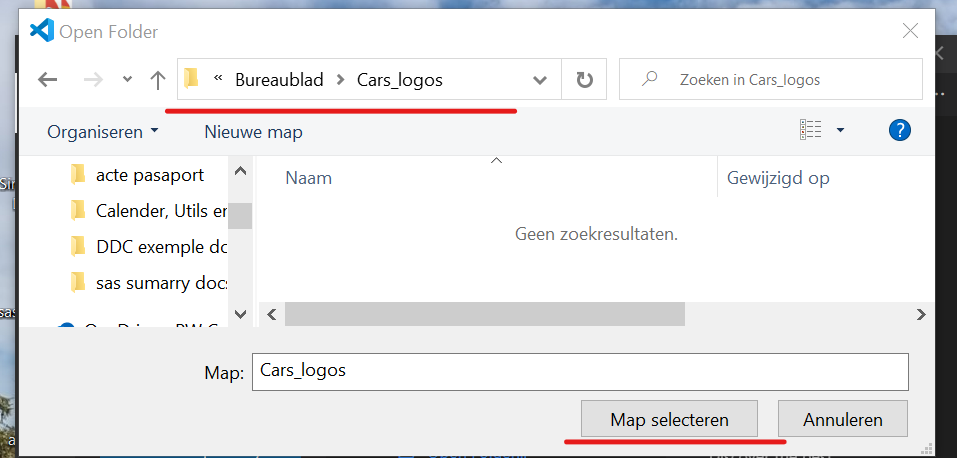 Open Folder
« Bureaublad > Cars_logos
Zoeken in Cars_logos
Organiseren
Nieuwe map
?
Naam
Gewijzigd op
acte pasaport
Calender, Utils er
DDC exemple do
sas sumarry docs
Geen zoekresultaten.
Map:
Cars_logos
Map selecteren
Annuleren